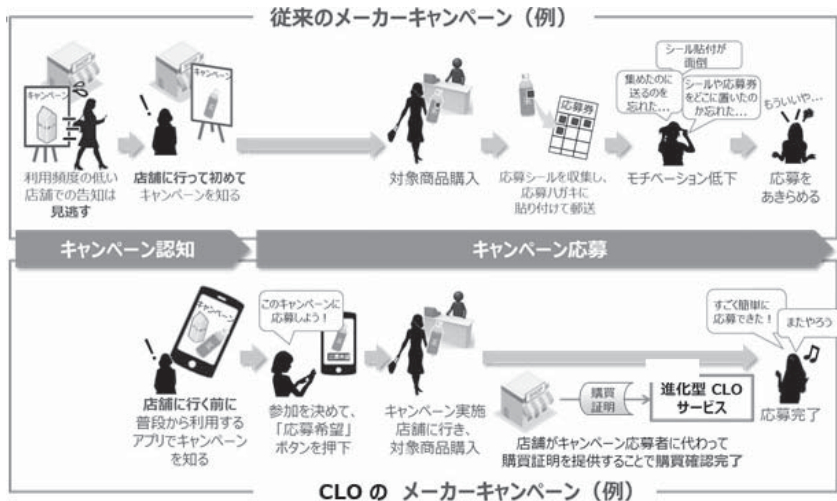 従来のメーカーキャンペーン（例）
キャンペーン
利用頻度の低い
店舗での告知は
見逃す
！
キャンペーン
店舗に行って初めて
キャンペーンを知る
対象商品購入
応募券
応募シールを収集し、
応募ハガキに
貼り付けて郵送
シール貼付が
面倒
集めたのに
送るのを
忘れた…
シールや応募券
をどこに置いたの
か忘れた…
モチベーション低下
もういいや…
応募を
あきらめる
キャンペーン認知
キャンペーン応募
！
キャンペーン
店舗に行く前に
普段から利用する
アプリでキャンペーン
を知る
このキャンペーンに
応募しよう！
参加を決めて、
「応募希望」
ボタンを押下
キャンペーン実施
店舗に行き、
対象商品購入
購買
証明
進化型 CLO
サービス
店舗がキャンペーン応募者に代わって
購買証明を提供することで購買確認完了
すごく簡単に
応募できた！
またやろう
応募完了
CLO の メーカーキャンペーン（例）